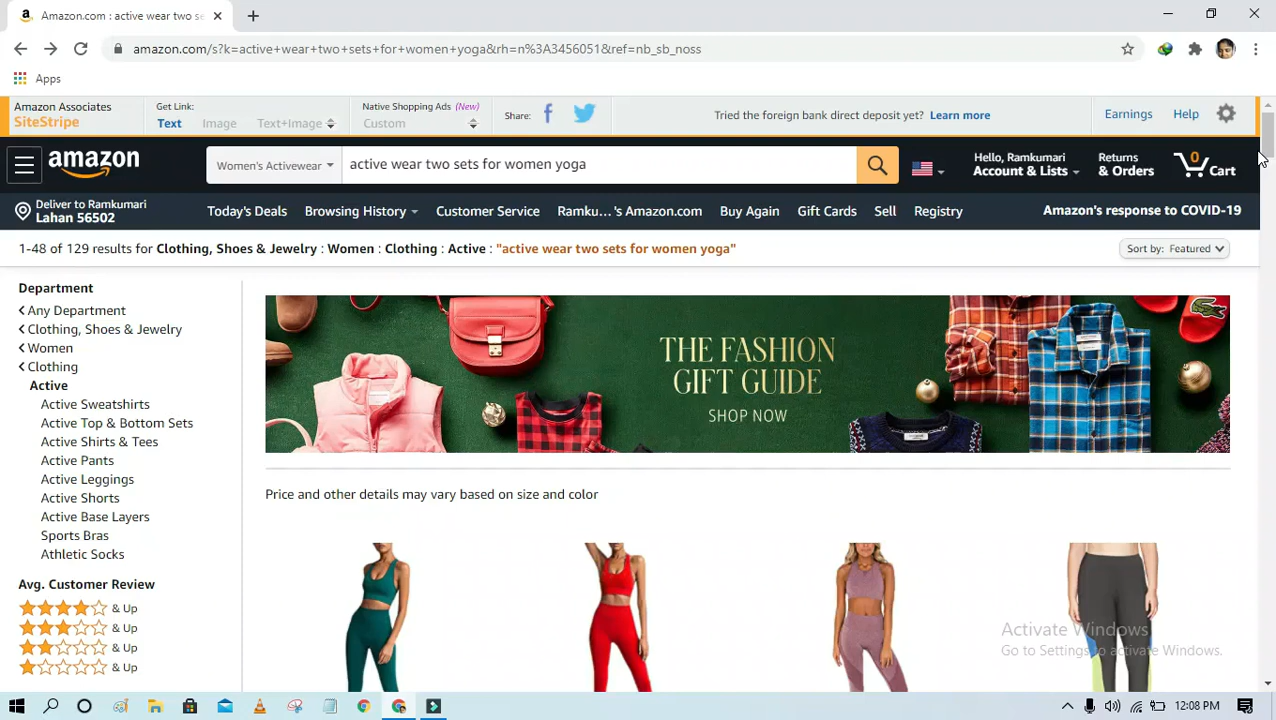 Amazon.com : active wear two se
amazon.com/s?k=active+wear+two+sets+for+women+yoga&rh=n%3A3456051&ref=nb_sb_noss
Apps
Amazon Associates
SiteStripe
Get Link:
Text Image Text+Image
Native Shopping Ads (New)
Custom
Share:
Tried the foreign bank direct deposit yet? Learn more
Earnings Help
amazon
Women's Activewear
active wear two sets for women yoga
Hello, Ramkumari
Account & Lists
Returns
& Orders
0
Cart
Deliver to Ramkumari
Lahan 56502
Today's Deals Browsing History Customer Service Ramku...'s Amazon.com Buy Again Gift Cards Sell Registry
Amazon's response to COVID-19
1-48 of 129 results for Clothing, Shoes & Jewelry : Women : Clothing : Active : "active wear two sets for women yoga"
Sort by: Featured
Department
Any Department
Clothing, Shoes & Jewelry
Women
Clothing
Active
Active Sweatshirts
Active Top & Bottom Sets
Active Shirts & Tees
Active Pants
Active Leggings
Active Shorts
Active Base Layers
Sports Bras
Athletic Socks
Avg. Customer Review
& Up
& Up
& Up
& Up
THE FASHION
GIFT GUIDE
SHOP NOW
Price and other details may vary based on size and color
Activate Windows
Go to Settings to activate Windows.
12:08 PM